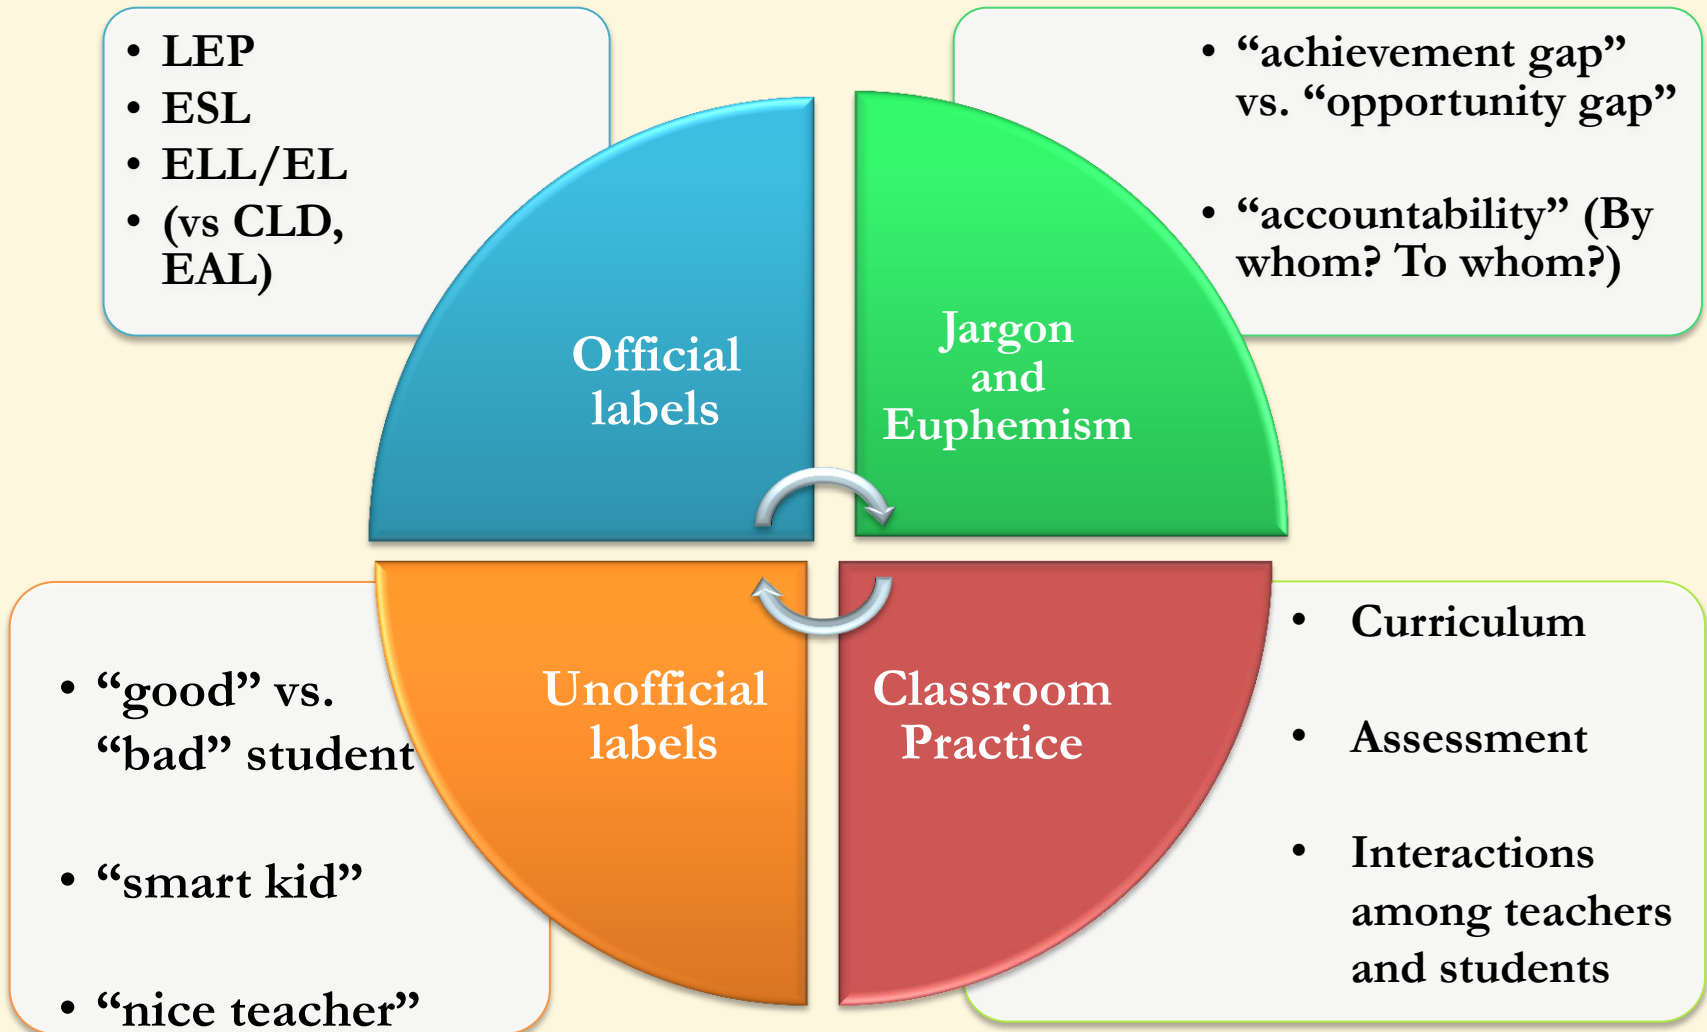 • LEP
• ESL
• ELL/EL
• (vs CLD,
EAL)
Official
labels
• “achievement gap”
vs. “opportunity gap”
• “accountability” (By
whom? To whom?)
Jargon
and
Euphemism
• “good” vs.
“bad” student
• “smart kid”
• “nice teacher”
Unofficial
labels
Classroom
Practice
• Curriculum
• Assessment
• Interactions
among teachers
and students